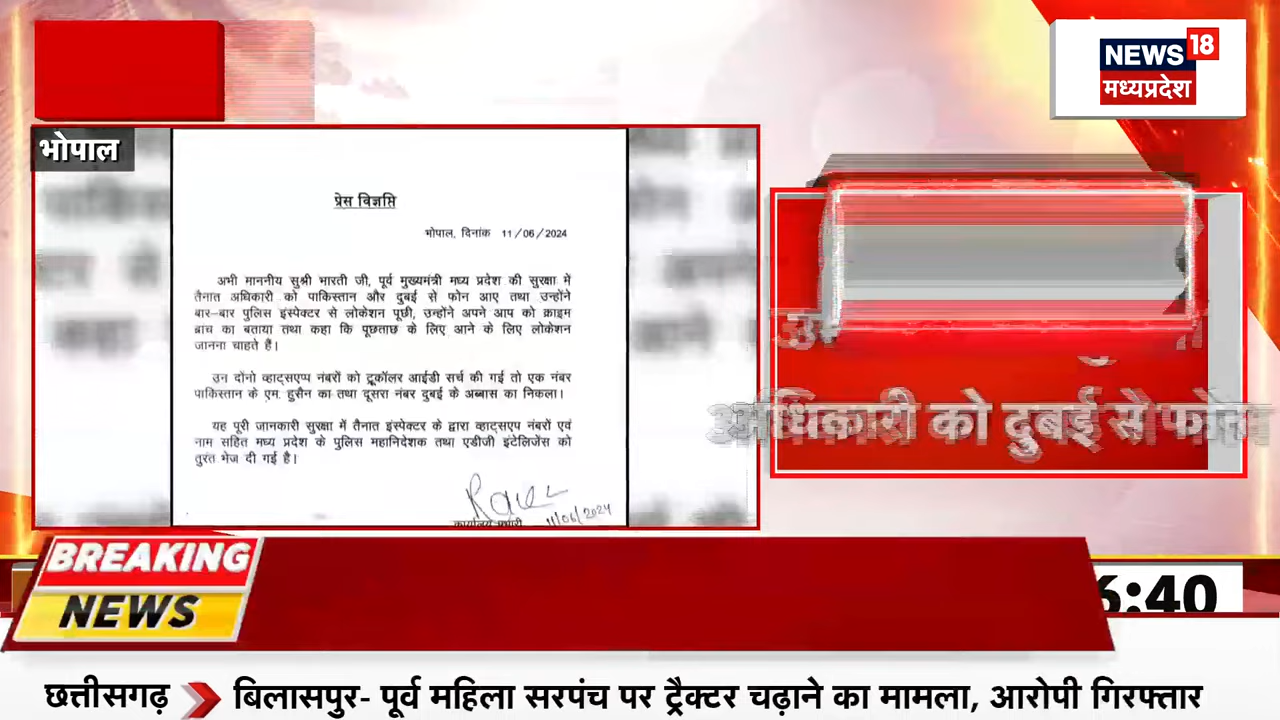 NEWS 18
मध्यप्रदेश
भोपाल
प्रेस विज्ञप्ति
भोपाल, दिनांक 11/06/2024
अभी माननीय सुश्री भारती जी, पूर्व मुख्यमंत्री मध्य प्रदेश की सुरक्षा में
तैनात अधिकारी को पाकिस्तान और दुबई से फोन आए तथा उन्होंने
बार–बार पुलिस इंस्पेक्टर से लोकेशन पूछी, उन्होंने अपने आप को क्राइम
ब्रांच का बताया तथा कहा कि पूछताछ के लिए आने के लिए लोकेशन
जानना चाहते हैं।
उन दोंनो व्हाट्सएप्प नंबरों को ट्रूकॉलर आईडी सर्च की गई तो एक नंबर
पाकिस्तान के एम. हुसैन का तथा दूसरा नंबर दुबई के अब्बास का निकला।
यह पूरी जानकारी सुरक्षा में तैनात इंस्पेक्टर के द्वारा व्हाट्सएप नंबरों एवं
नाम सहित मध्य प्रदेश के पुलिस महानिदेशक तथा एडीजी इंटेलिजेंस को
तुरंत भेज दी गई है।
11/06/2024
अधिकारी को दुबई से फोन
BREAKING
NEWS
6:40
छत्तीसगढ़
बिलासपुर- पूर्व महिला सरपंच पर ट्रैक्टर चढ़ाने का मामला, आरोपी गिरफ्तार